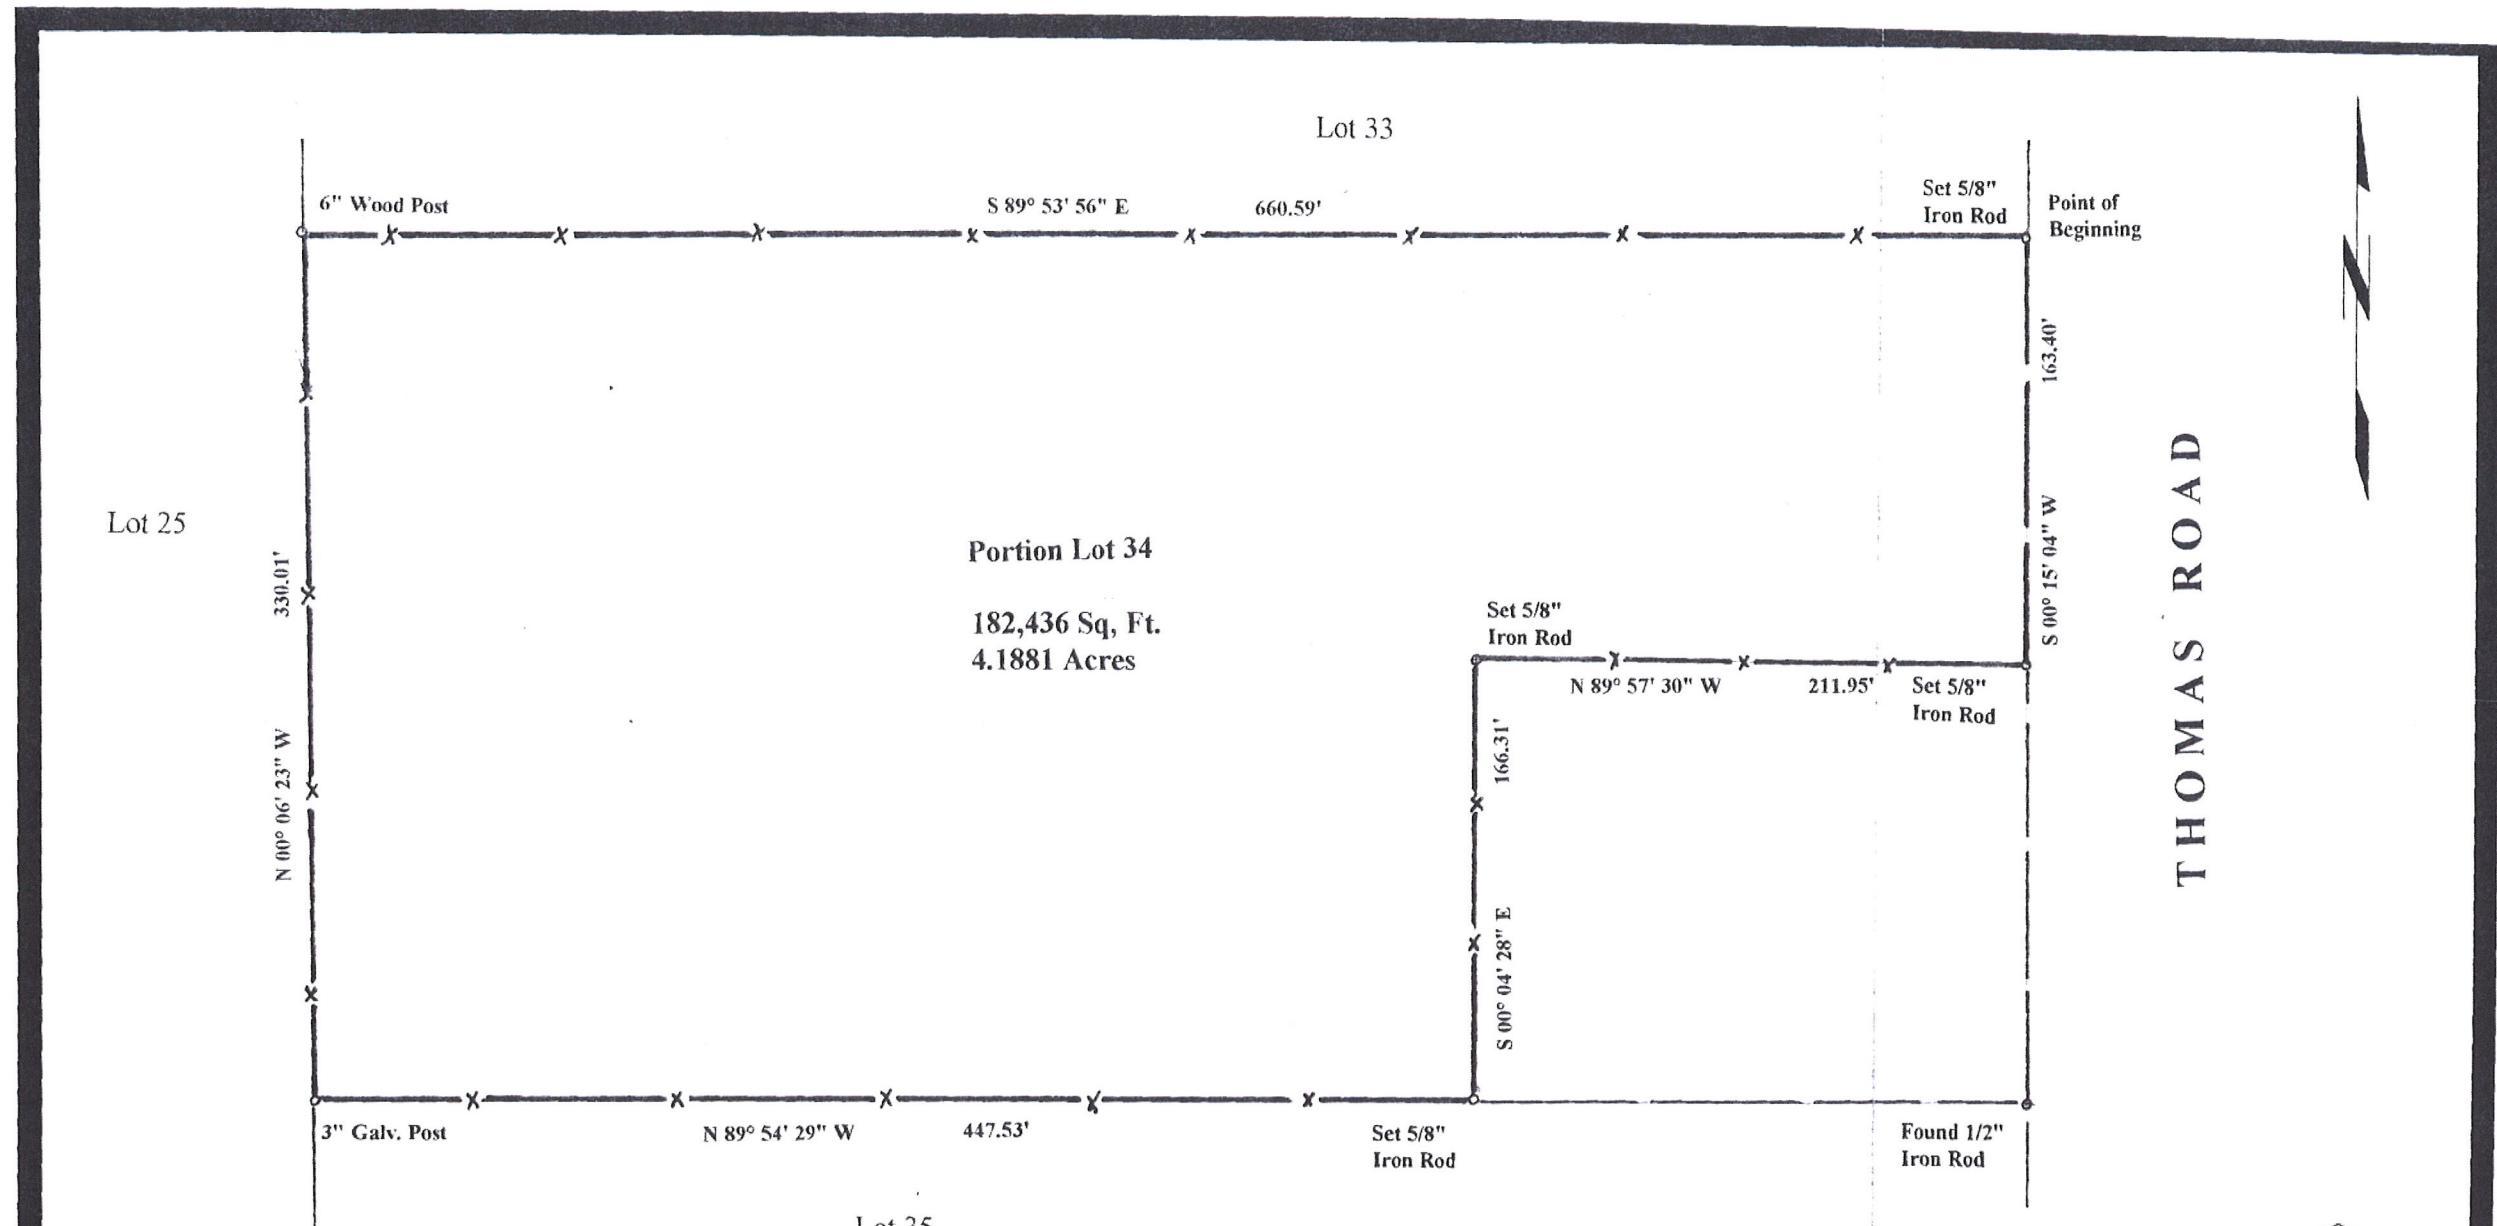 Lot 33
6" Wood Post
S 89° 53' 56" E
660.59'
Set 5/8"
Iron Rod
Point of
Beginning
N
163.40'
S 00° 15' 04" W
THOMAS ROAD
Lot 25
330.01'
N 00° 06' 23" W
Portion Lot 34
182,436 Sq, Ft.
4.1881 Acres
Set 5/8"
Iron Rod
N 89° 57' 30" W
211.95'
Set 5/8"
Iron Rod
166.31'
S 00° 04' 28" E
3" Galv. Post
N 89° 54' 29" W
447.53'
Set 5/8"
Iron Rod
Found 1/2"
Iron Rod
Lot 35